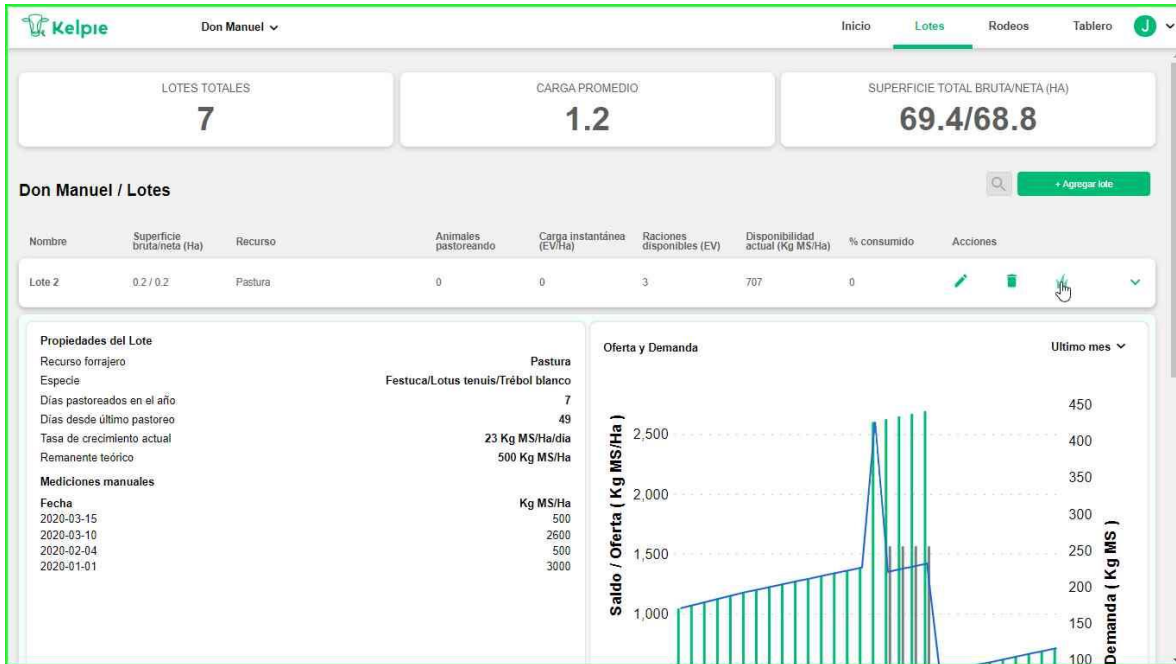 Kelpie
Don Manuel
Inicio
Lotes
Rodeos
Tablero
J
LOTES TOTALES
7
CARGA PROMEDIO
1.2
SUPERFICIE TOTAL BRUTA/NETA (HA)
69.4/68.8
Don Manuel / Lotes
+ Agregar lote
Nombre
Superficie
bruta/neta (Ha)
Recurso
Animales
pastoreando
Carga instantánea
(EV/Ha)
Raciones
disponibles (EV)
Disponibilidad
actual (Kg MS/Ha)
% consumido
Acciones
Lote 2
0.2 / 0.2
Pastura
0
0
3
707
0
Propiedades del Lote
Recurso forrajero Pastura
Especie Festuca/Lotus tenuis/Trébol blanco
Días pastoreados en el año 7
Días desde último pastoreo 49
Tasa de crecimiento actual 23 Kg MS/Ha/dia
Remanente teórico 500 Kg MS/Ha
Mediciones manuales
Fecha Kg MS/Ha
2020-03-15 500
2020-03-10 2600
2020-02-04 500
2020-01-01 3000
Oferta y Demanda
Ultimo mes
Saldo / Oferta ( Kg MS/Ha )
2,500
2,000
1,500
1,000
450
400
350
300
250
200
150
100
Demanda ( Kg MS )